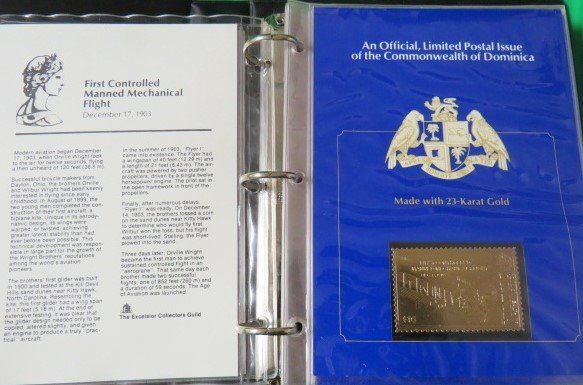 First Controlled
Manned Mechanical
Flight
December 17, 1903
Modern aviation began December
17, 1903, when Orville Wright took
to the air for twelve seconds, flying
a then unheard of 120 feet (36.6 m).
Successful bicycle makers from
Dayton, Ohio, the brothers Orville
and Wilbur Wright had been keenly
interested in flying since early
childhood. In August 1899, the
two young men completed the con-
struction of their first aircraft, a
biplane kite. Unique in its aerody-
namic design, its wings were
warped, or twisted, achieving
greater lateral stability than had
ever before been possible. This
technical development was respon-
sible in large part for the growth of
the Wright Brothers' reputations
among the world's aviation
pioneers.
The brothers' first glider was built
in 1900 and tested at the Kill Devil
Hills sand dunes near Kitty Hawk,
North Carolina. Resembling the
kite, this first glider had a wing span
of 17 feet (5.18 m). At the end of
extensive testing, it was clear that
the glider design needed only to be
copied, altered slightly, and given
an engine to produce a truly "prac-
tical" aircraft.
In the summer of 1903, "Flyer I"
came into existence. The Flyer had
a wingspan of 40 feet (12.29 m) and
a length of 21 feet (6.43 m). The air-
craft was powered by two pusher
propellers, driven by a single twelve
horsepower engine. The pilot sat in
the open framework in front of the
propellers.
Finally, after numerous delays,
"Flyer I" was ready. On December
14, 1903, the brothers tossed a coin
on the sand dunes near Kitty Hawk
to determine who would fly first.
Wilbur won the toss, but his flight
was short-lived. Stalling, the Flyer
plowed into the sand.
Three days later, Orville Wright
became the first man to achieve
sustained controlled flight in an
"aeroplane". That same day each
brother made two successful
flights, one of 852 feet (260 m) and
a duration of 59 seconds. The Age
of Aviation was launched.
The Excelsior Collectors Guild
An Official, Limited Postal Issue
of the Commonwealth of Dominica
Made with 23-Karat Gold
FIRST CONTROLLED
MANNED MECHANICAL FLIGHT
$16